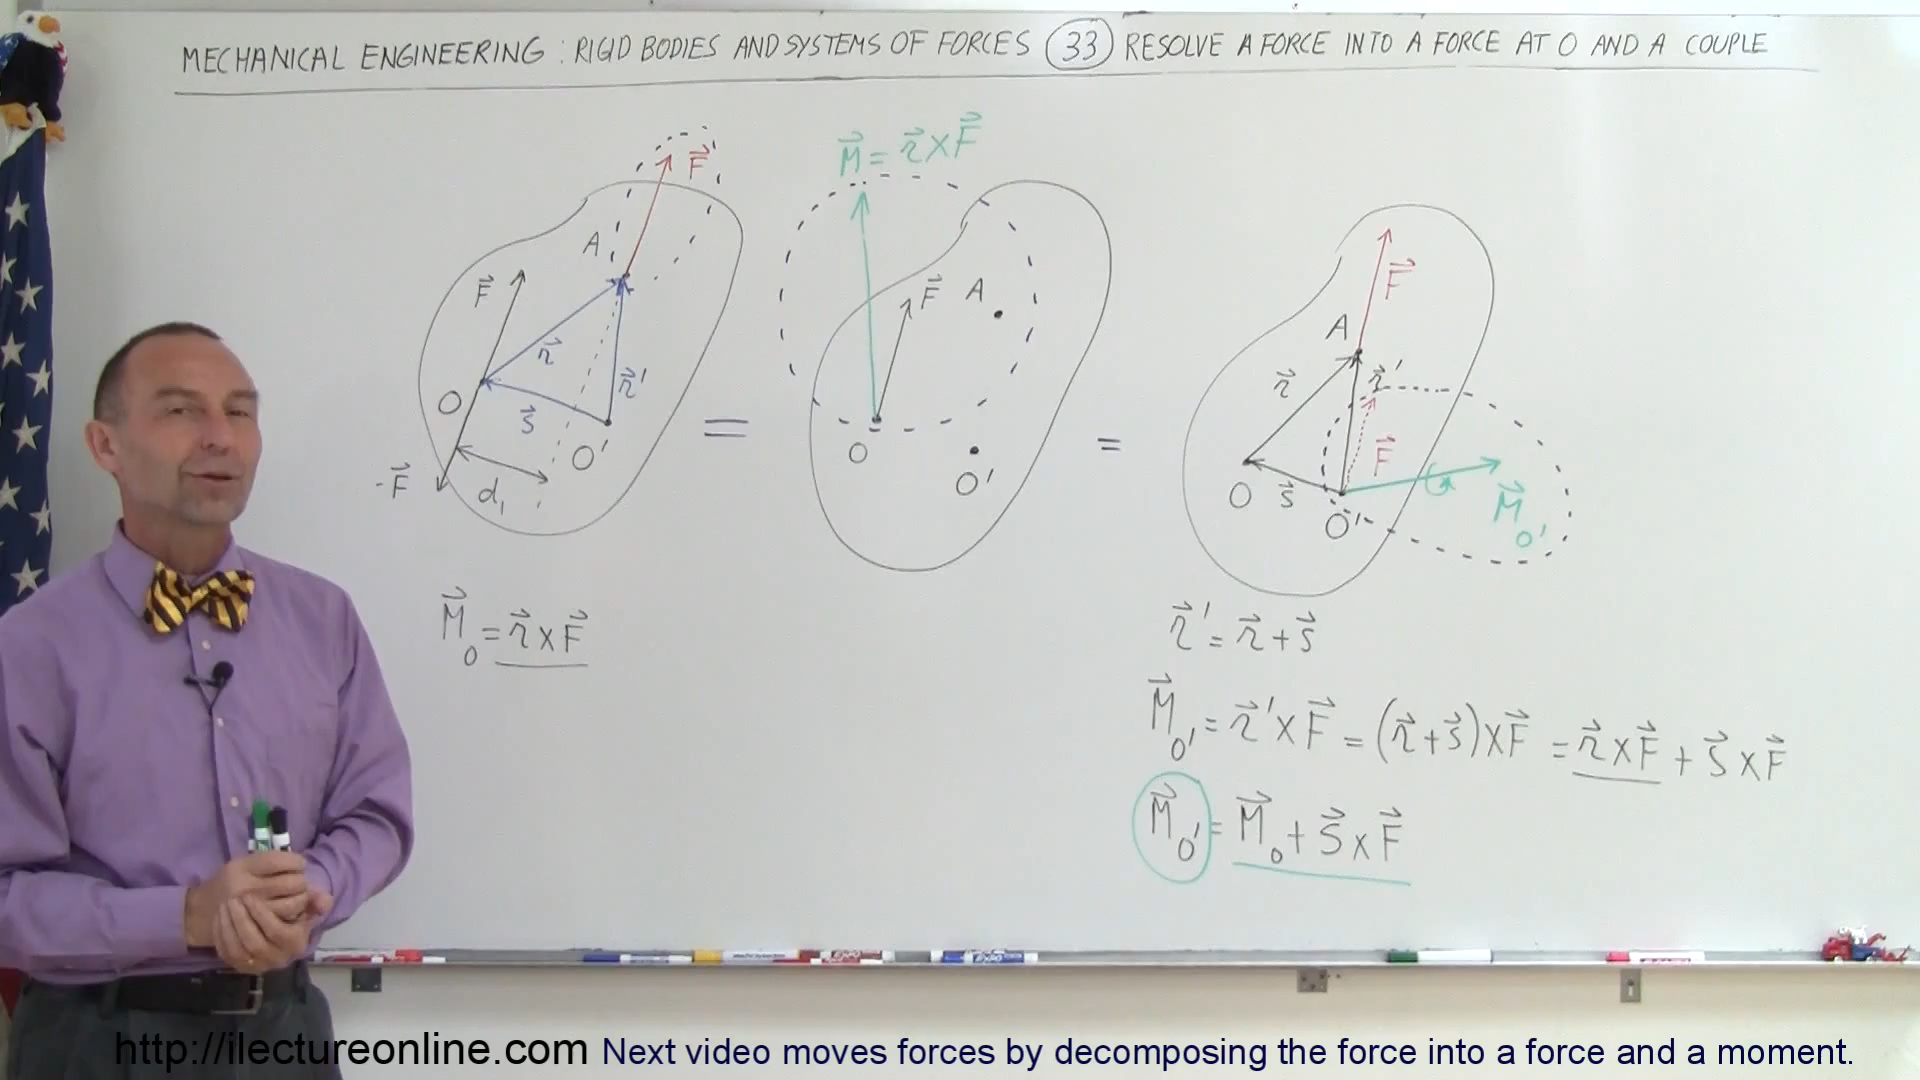 MECHANICAL ENGINEERING : RIGID BODIES AND SYSTEMS OF FORCES (33) RESOLVE A FORCE INTO A FORCE AT O AND A COUPLE
M⃗ = r⃗ x F⃗
F⃗
A
F⃗
r⃗
r⃗'
O
s⃗
O'
-F⃗
d₁
=
F⃗
A
O
O'
=
F⃗
A
r⃗
r⃗'
F⃗
O
s⃗
O'
M⃗O'
M⃗O = r⃗ x F⃗
r⃗' = r⃗ + s⃗
M⃗O' = r⃗' x F⃗ = (r⃗ + s⃗) x F⃗ = r⃗ x F⃗ + s⃗ x F⃗
M⃗O' = M⃗O + s⃗ x F⃗
EXPO
http://ilectureonline.com Next video moves forces by decomposing the force into a force and a moment.